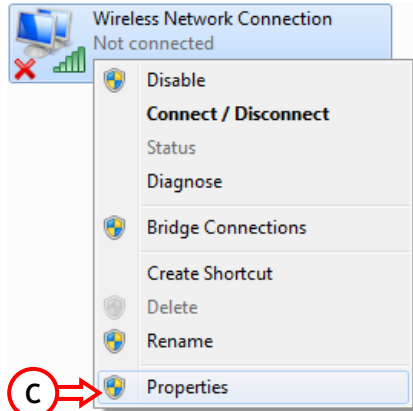 Wireless Network Connection
Not connected
Disable
Connect / Disconnect
Status
Diagnose
Bridge Connections
Create Shortcut
Delete
Rename
C
Properties